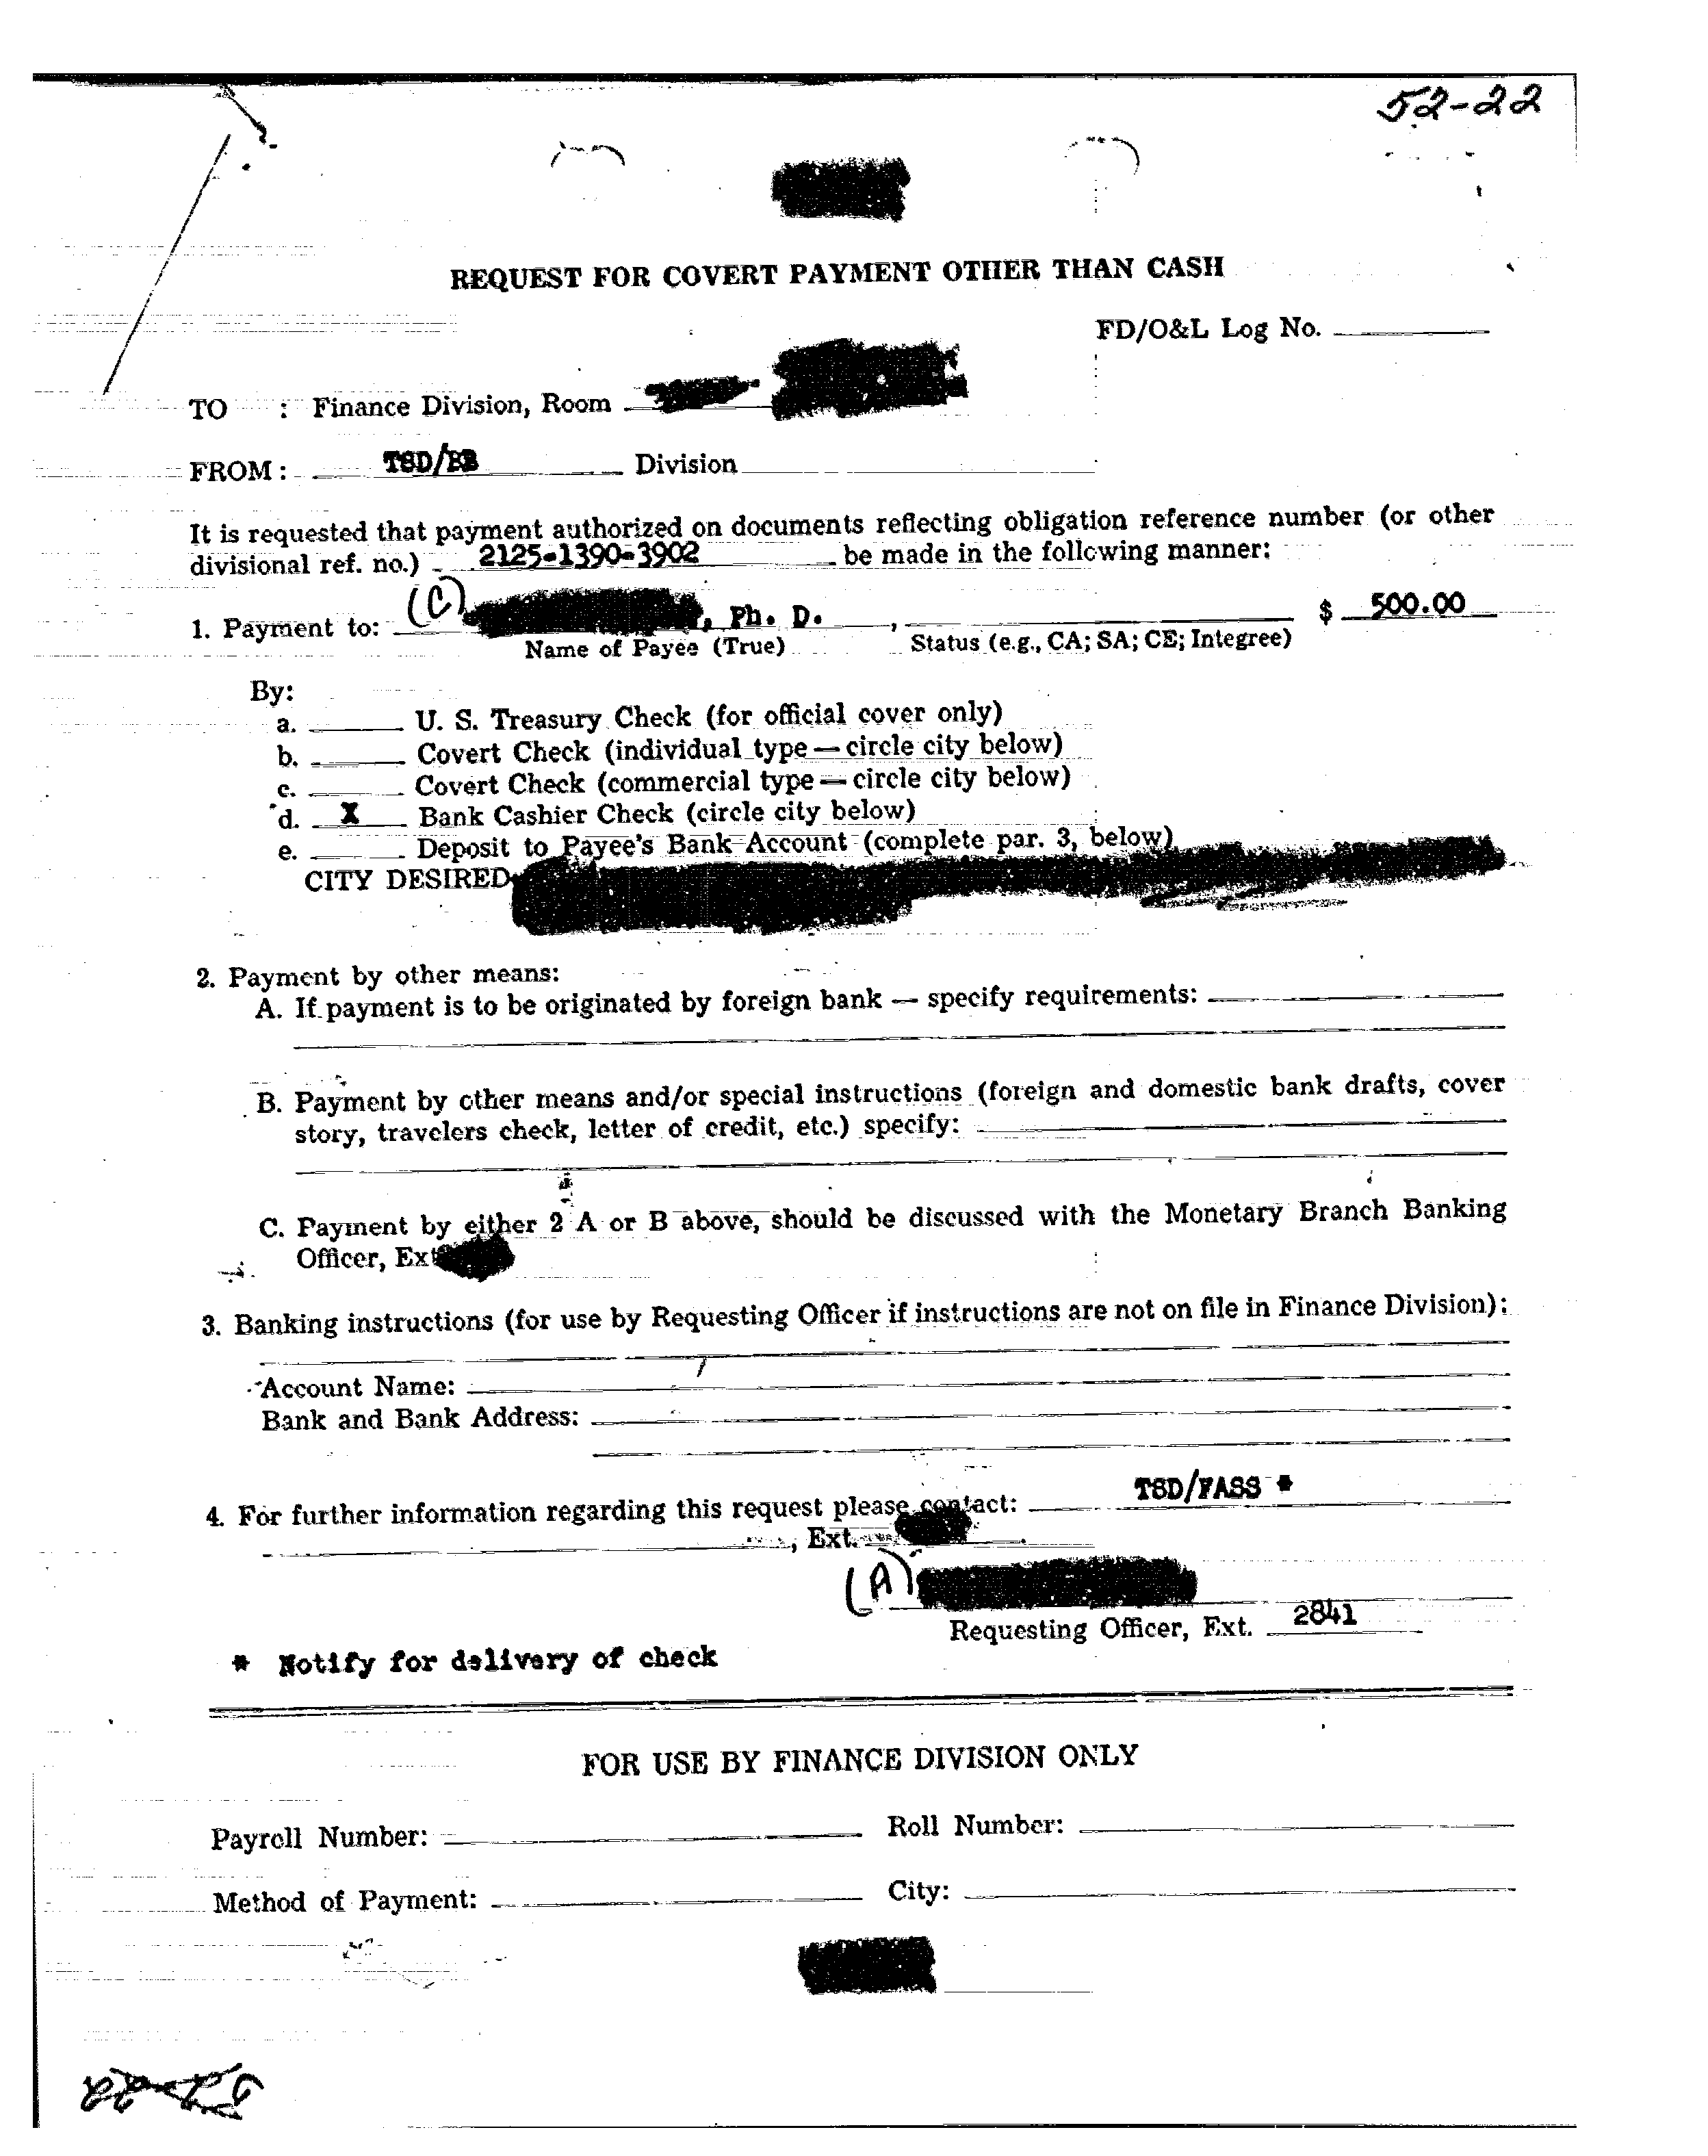 52-22
REQUEST FOR COVERT PAYMENT OTHER THAN CASH
FD/O&L Log No.
TO : Finance Division, Room
FROM: TSD/BB Division
It is requested that payment authorized on documents reflecting obligation reference number (or other
divisional ref. no.) 2125-1390-3902 be made in the following manner:
1. Payment to: (C) , Ph. D. , $ 500.00
Name of Payee (True) Status (e.g., CA; SA; CE; Integree)
By:
a. U. S. Treasury Check (for official cover only)
b. Covert Check (individual type — circle city below)
c. Covert Check (commercial type — circle city below)
d. X Bank Cashier Check (circle city below)
e. Deposit to Payee's Bank Account (complete par. 3, below)
CITY DESIRED
2. Payment by other means:
A. If payment is to be originated by foreign bank — specify requirements:
B. Payment by other means and/or special instructions (foreign and domestic bank drafts, cover
story, travelers check, letter of credit, etc.) specify:
C. Payment by either 2 A or B above, should be discussed with the Monetary Branch Banking
Officer, Ext
3. Banking instructions (for use by Requesting Officer if instructions are not on file in Finance Division):
Account Name:
Bank and Bank Address:
4. For further information regarding this request please contact: TSD/FASS *
, Ext.
(A)
Requesting Officer, Ext. 2841
* Notify for delivery of check
FOR USE BY FINANCE DIVISION ONLY
Payroll Number: Roll Number:
Method of Payment: City: